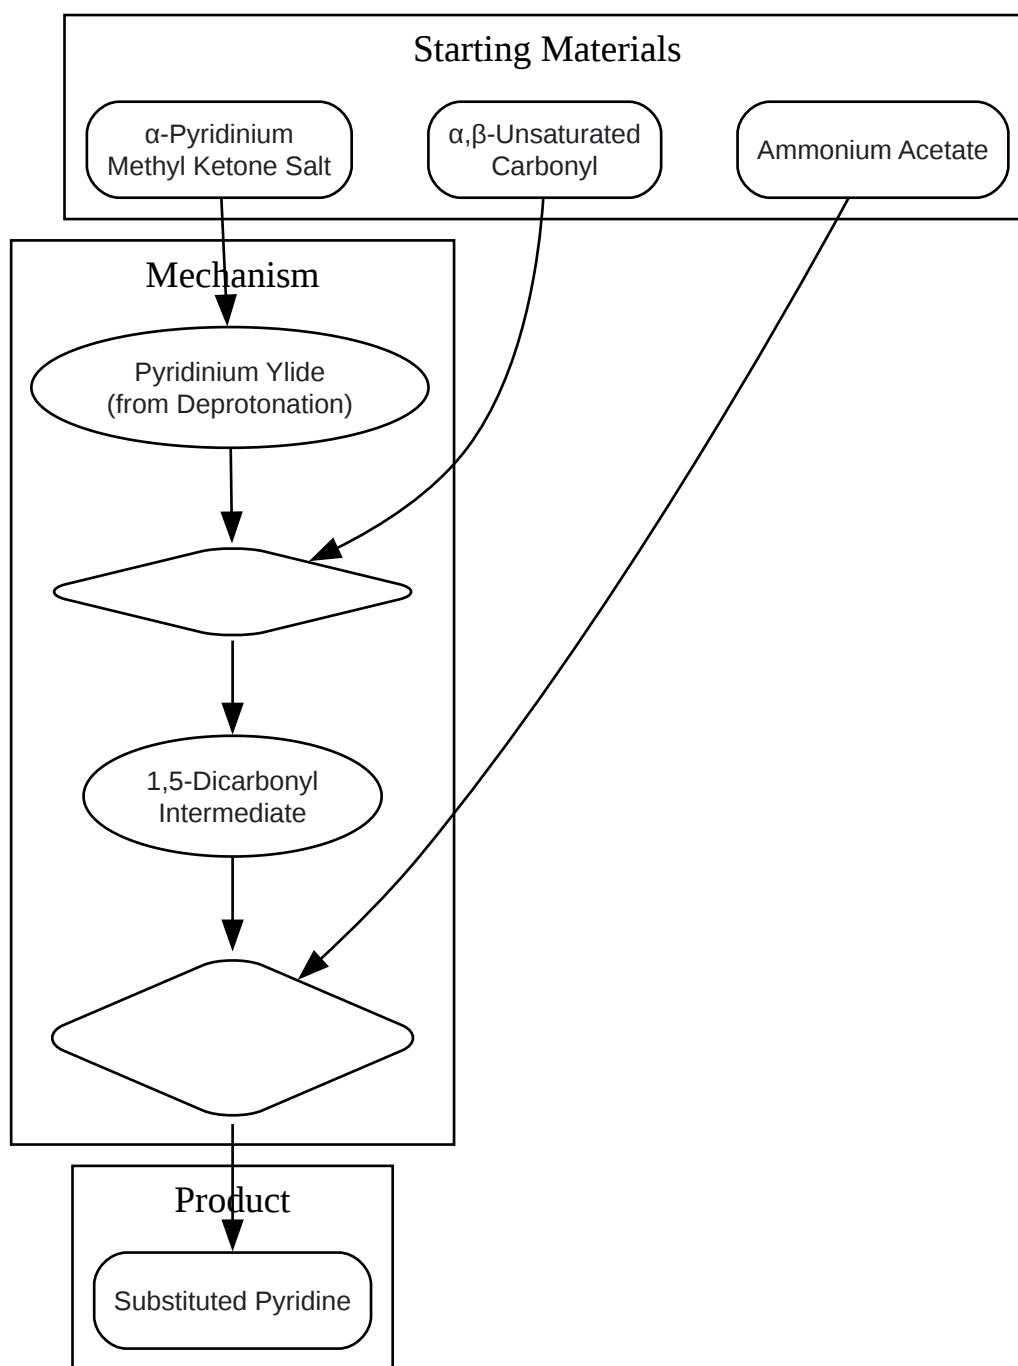 Starting Materials
α-Pyridinium
Methyl Ketone Salt
α,β-Unsaturated
Carbonyl
Ammonium Acetate
Mechanism
Pyridinium Ylide
(from Deprotonation)
1,5-Dicarbonyl
Intermediate
Product
Substituted Pyridine